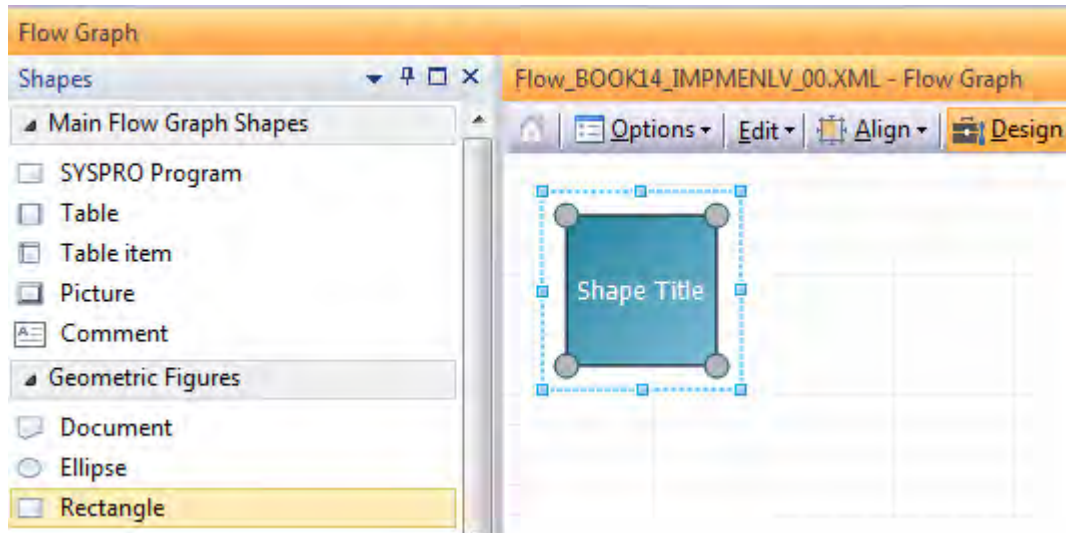 Flow Graph
Shapes
Main Flow Graph Shapes
SYSPRO Program
Table
Table item
Picture
Comment
Geometric Figures
Document
Ellipse
Rectangle
Flow_BOOK14_IMPMENLV_00.XML - Flow Graph
Options Edit Align Design
Shape Title